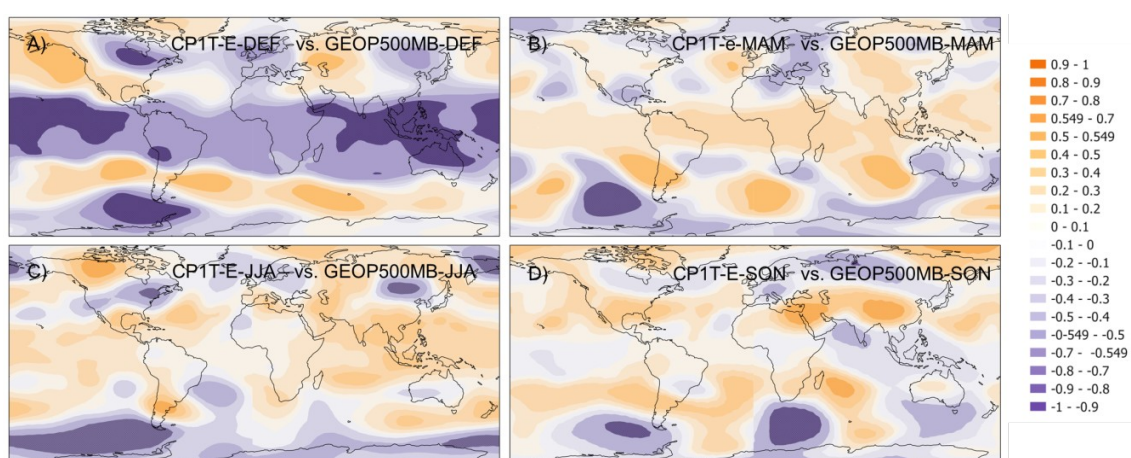 A) CP1T-E-DEF vs. GEOP500MB-DEF
B) CP1T-e-MAM vs. GEOP500MB-MAM
C) CP1T-E-JJA vs. GEOP500MB-JJA
D) CP1T-E-SON vs. GEOP500MB-SON
0.9 - 1
0.8 - 0.9
0.7 - 0.8
0.549 - 0.7
0.5 - 0.549
0.4 - 0.5
0.3 - 0.4
0.2 - 0.3
0.1 - 0.2
0 - 0.1
-0.1 - 0
-0.2 - -0.1
-0.3 - -0.2
-0.4 - -0.3
-0.5 - -0.4
-0.549 - -0.5
-0.7 - -0.549
-0.8 - -0.7
-0.9 - -0.8
-1 - -0.9